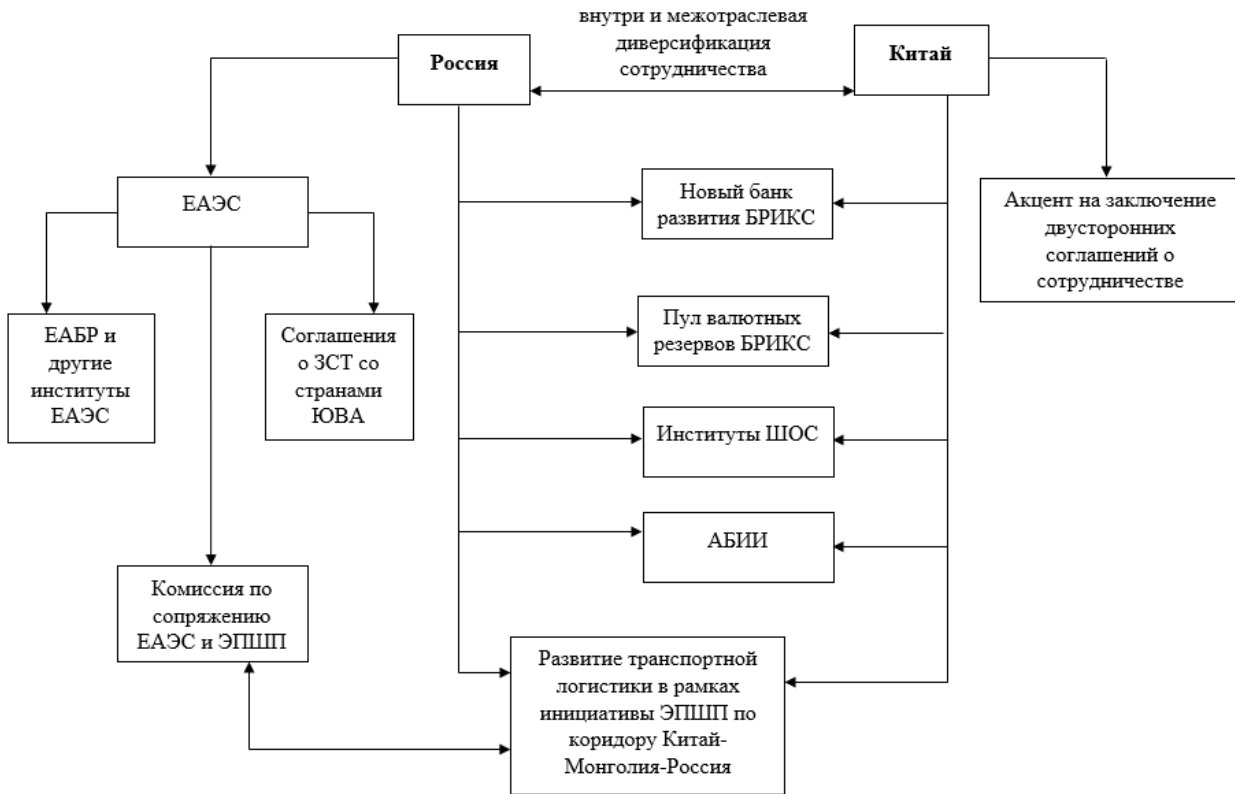 внутри и межотраслевая
диверсификация
сотрудничества
Россия
Китай
ЕАЭС
Новый банк
развития БРИКС
Акцент на заключение
двусторонних
соглашений о
сотрудничестве
ЕАБР и
другие
институты
ЕАЭС
Соглашения
о ЗСТ со
странами
ЮВА
Пул валютных
резервов БРИКС
Институты ШОС
АБИИ
Комиссия по
сопряжению
ЕАЭС и ЭПШП
Развитие транспортной
логистики в рамках
инициативы ЭПШП по
коридору Китай-
Монголия-Россия